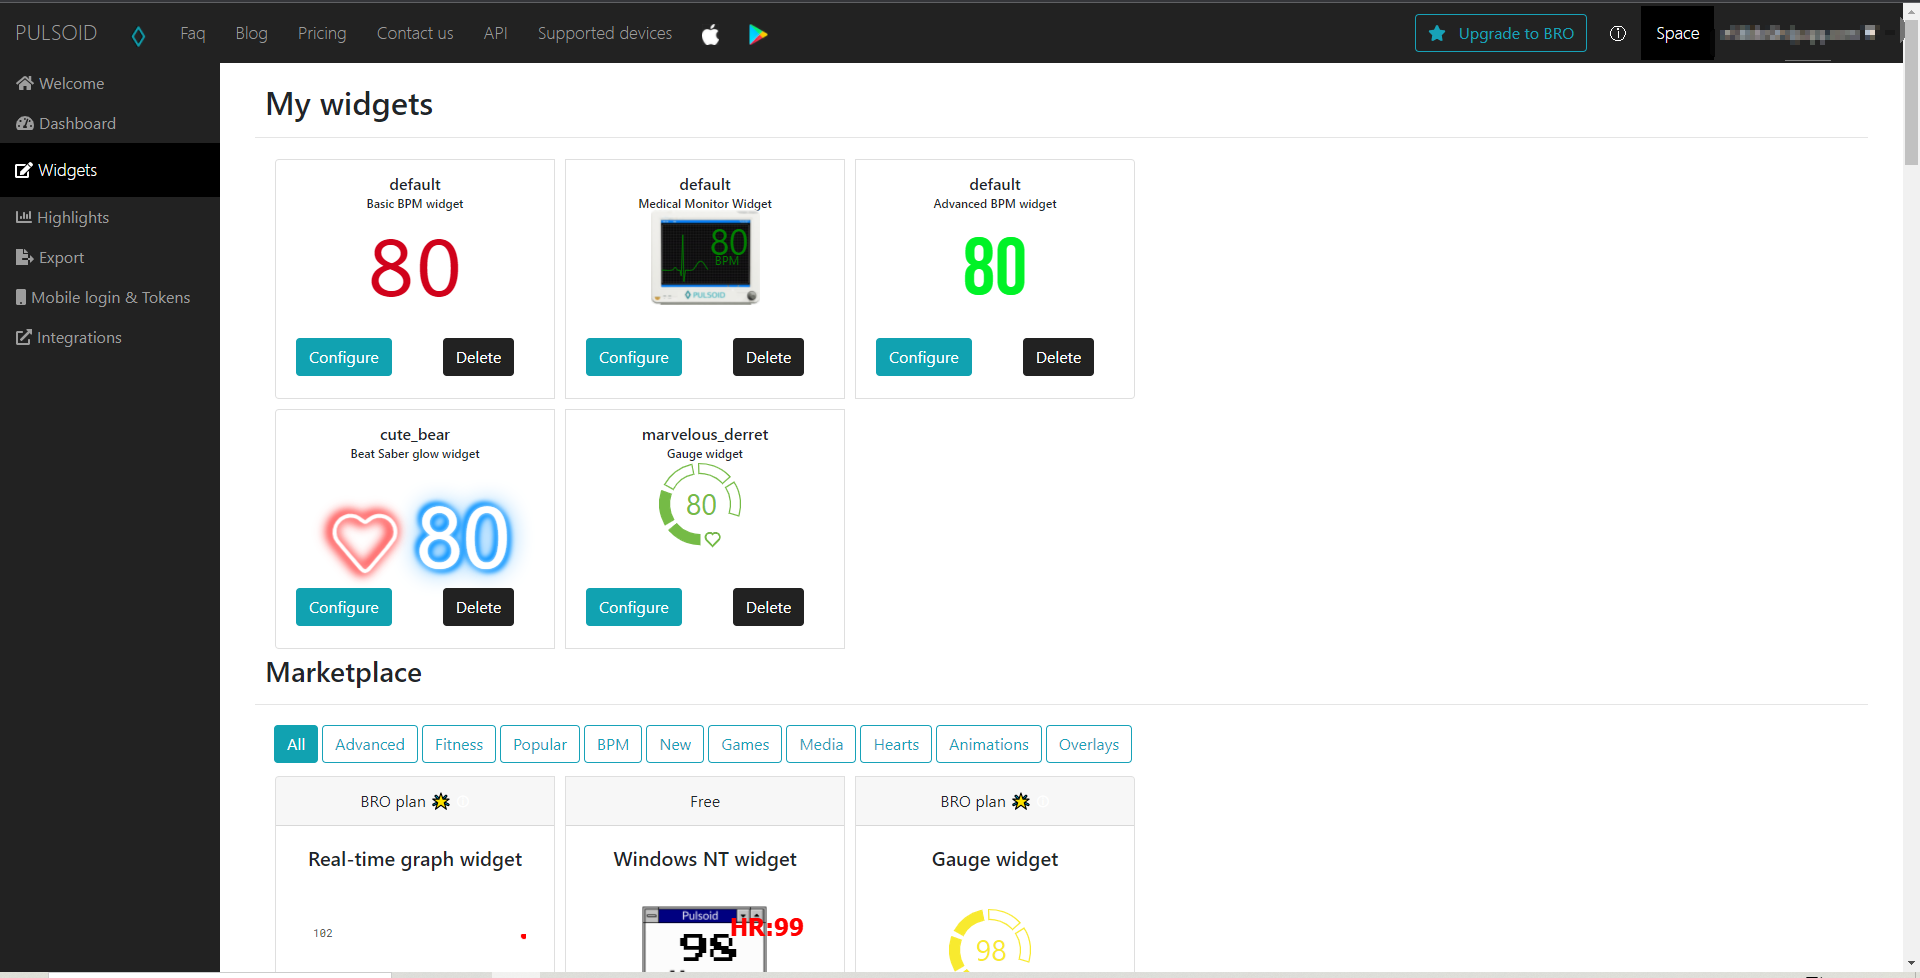 PULSOID Faq Blog Pricing Contact us API Supported devices Upgrade to BRO Space
Welcome
Dashboard
Widgets
Highlights
Export
Mobile login & Tokens
Integrations
My widgets
default
Basic BPM widget
80
Configure Delete
default
Medical Monitor Widget
80
BPM
PULSOID
Configure Delete
default
Advanced BPM widget
80
Configure Delete
cute_bear
Beat Saber glow widget
80
Configure Delete
marvelous_derret
Gauge widget
80
Configure Delete
Marketplace
All Advanced Fitness Popular BPM New Games Media Hearts Animations Overlays
BRO plan
Real-time graph widget
102
Free
Windows NT widget
Pulsoid
98
HR:99
BRO plan
Gauge widget
98